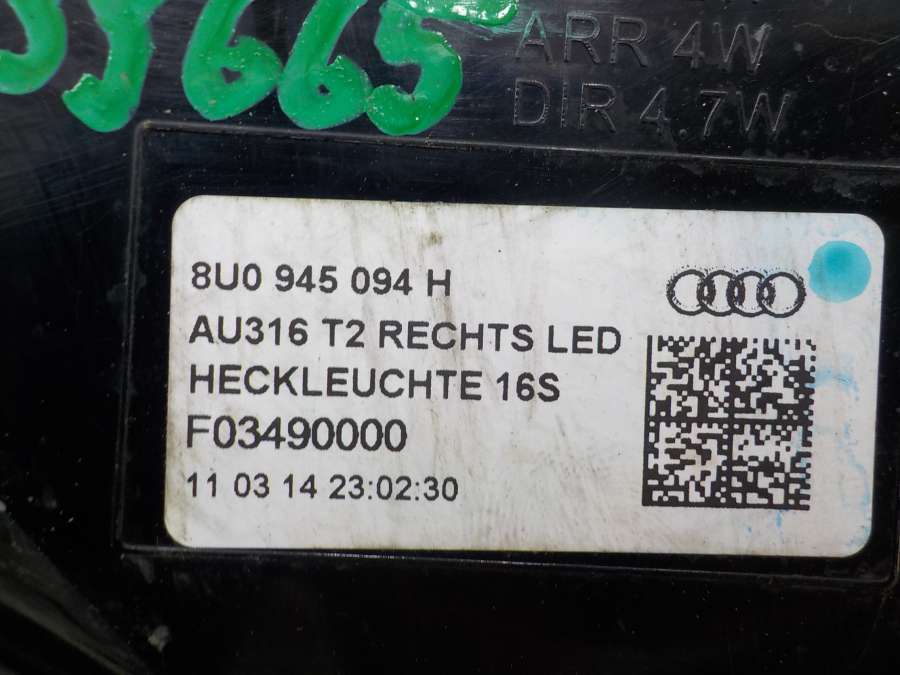 5665
ARR 4W
DIR 4.7W
8U0 945 094 H
AU316 T2 RECHTS LED
HECKLEUCHTE 16S
F03490000
11 03 14 23:02:30